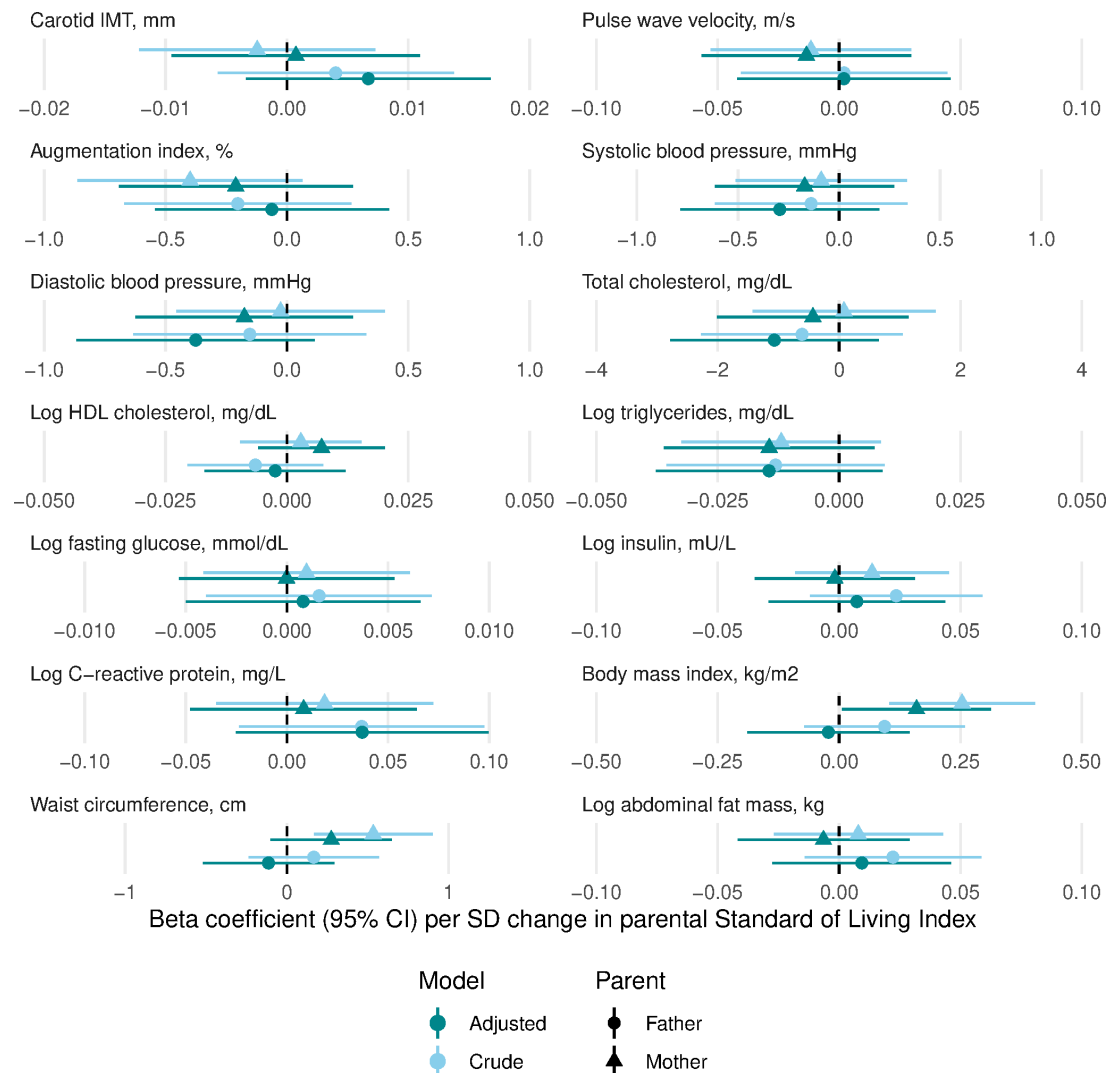 Carotid IMT, mm
−0.02 −0.01 0.00 0.01 0.02
Pulse wave velocity, m/s
−0.10 −0.05 0.00 0.05 0.10
Augmentation index, %
−1.0 −0.5 0.0 0.5 1.0
Systolic blood pressure, mmHg
−1.0 −0.5 0.0 0.5 1.0
Diastolic blood pressure, mmHg
−1.0 −0.5 0.0 0.5 1.0
Total cholesterol, mg/dL
−4 −2 0 2 4
Log HDL cholesterol, mg/dL
−0.050 −0.025 0.000 0.025 0.050
Log triglycerides, mg/dL
−0.050 −0.025 0.000 0.025 0.050
Log fasting glucose, mmol/dL
−0.010 −0.005 0.000 0.005 0.010
Log insulin, mU/L
−0.10 −0.05 0.00 0.05 0.10
Log C−reactive protein, mg/L
−0.10 −0.05 0.00 0.05 0.10
Body mass index, kg/m2
−0.50 −0.25 0.00 0.25 0.50
Waist circumference, cm
−1 0 1
Log abdominal fat mass, kg
−0.10 −0.05 0.00 0.05 0.10
Beta coefficient (95% CI) per SD change in parental Standard of Living Index
Model
Adjusted
Crude
Parent
Father
Mother